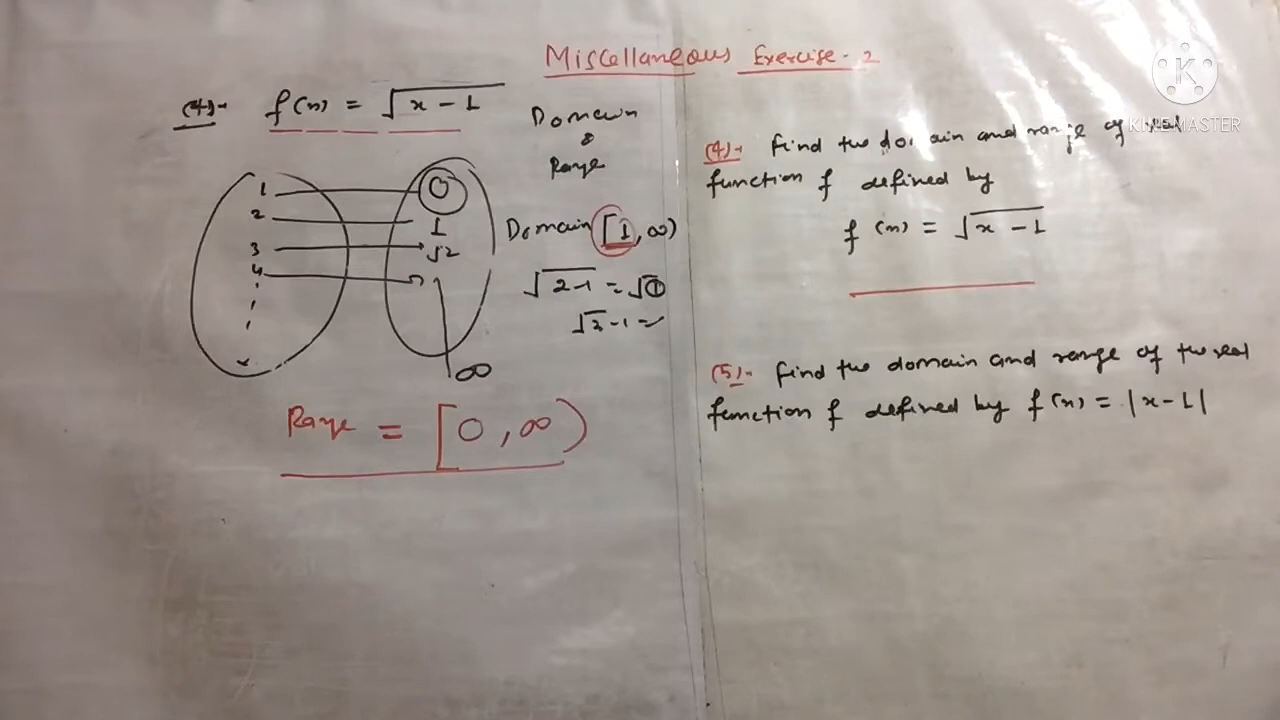 Miscellaneous Exercise - 2
(4):- f(x) = √x - 1
Domain
&
Range
1 0
2 1
3 √2
4
∞
Domain [1, ∞)
√2-1 = √1
√3-1 =
Range = [0, ∞)
K
KINEMASTER
(4):- Find the domain and range of real
function f defined by
f(x) = √x - 1
(5):- Find the domain and range of the real
function f defined by f(x) = |x - 1|